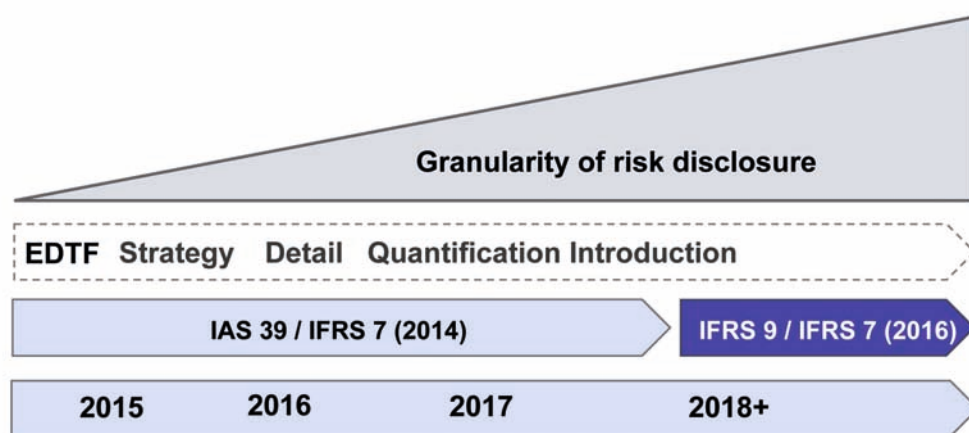 Granularity of risk disclosure
EDTF Strategy Detail Quantification Introduction
IAS 39 / IFRS 7 (2014) IFRS 9 / IFRS 7 (2016)
2015 2016 2017 2018+